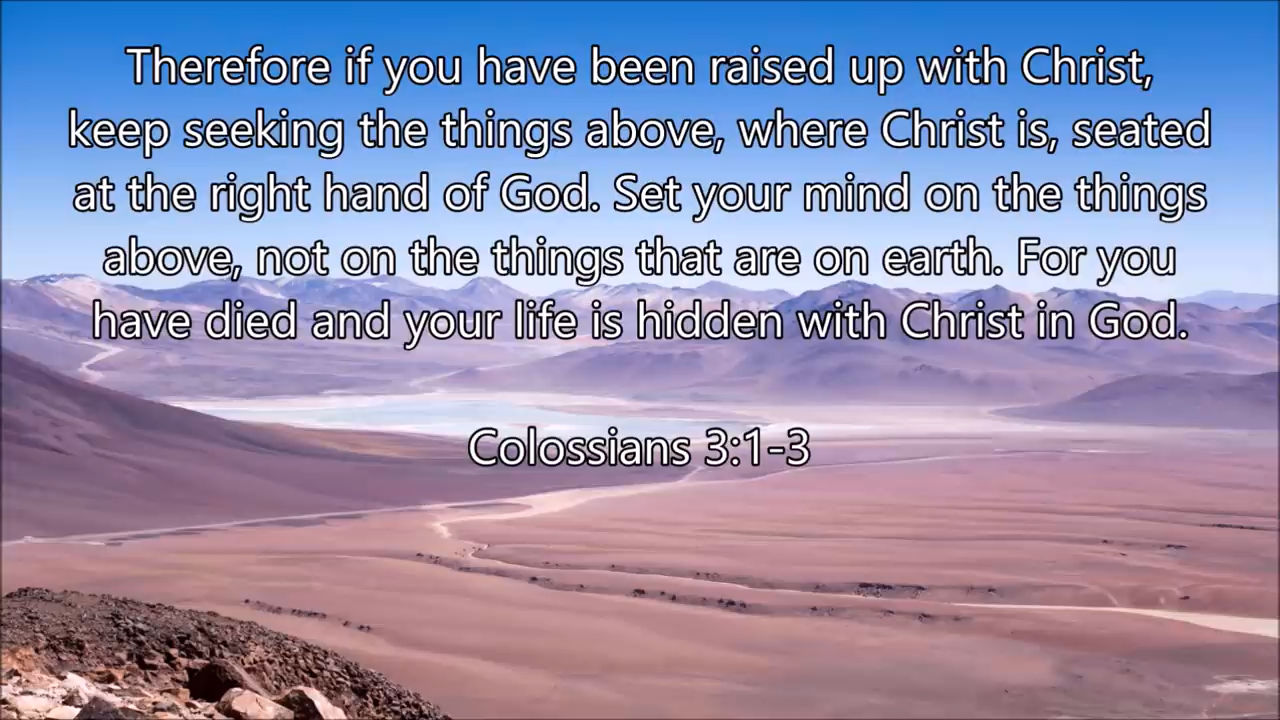 Therefore if you have been raised up with Christ,
keep seeking the things above, where Christ is, seated
at the right hand of God. Set your mind on the things
above, not on the things that are on earth. For you
have died and your life is hidden with Christ in God.
Colossians 3:1-3